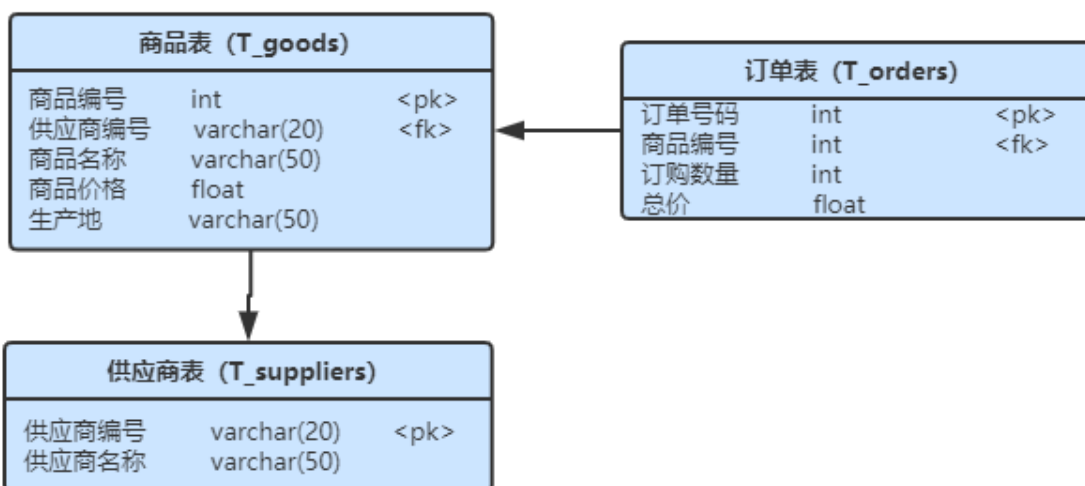 商品表（T_goods）
商品编号 int <pk>
供应商编号 varchar(20) <fk>
商品名称 varchar(50)
商品价格 float
生产地 varchar(50)
订单表（T_orders）
订单号码 int <pk>
商品编号 int <fk>
订购数量 int
总价 float
供应商表（T_suppliers）
供应商编号 varchar(20) <pk>
供应商名称 varchar(50)